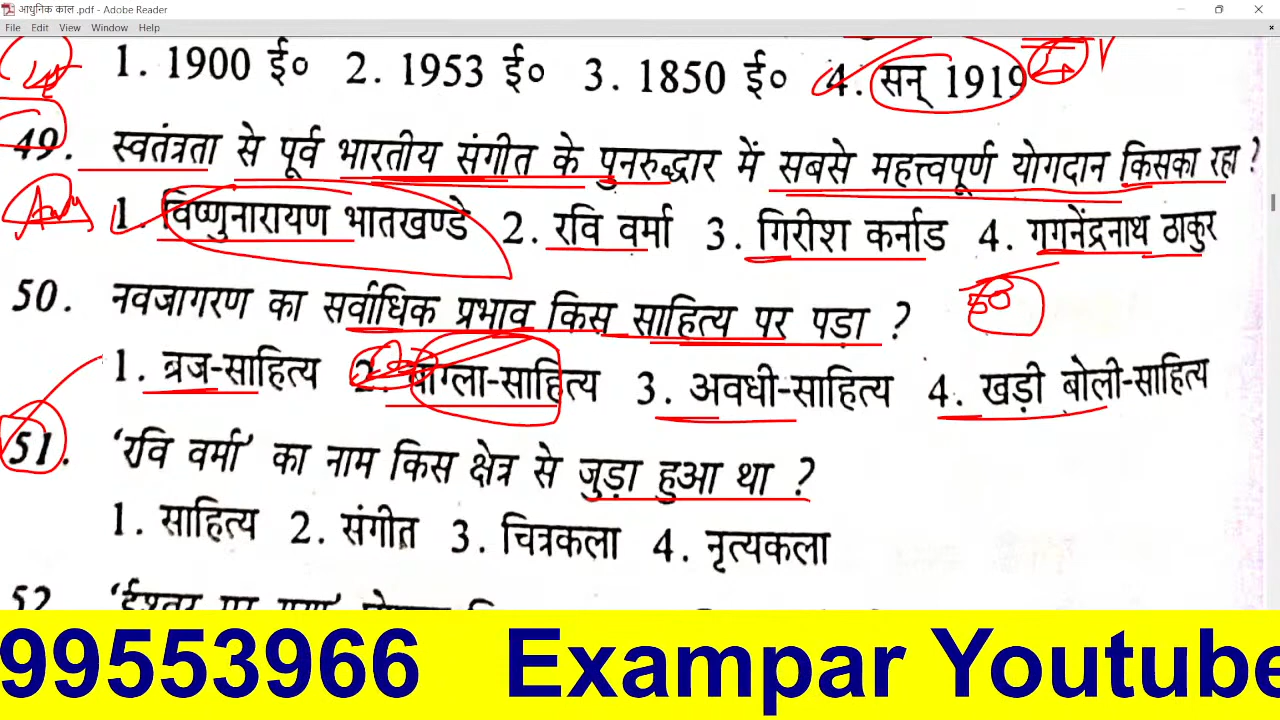 आधुनिक काल .pdf - Adobe Reader
File Edit View Window Help
1. 1900 ई० 2. 1953 ई० 3. 1850 ई० 4. सन् 1919
49. स्वतंत्रता से पूर्व भारतीय संगीत के पुनरुद्धार में सबसे महत्त्वपूर्ण योगदान किसका रहा ?
1. विष्णुनारायण भातखण्डे 2. रवि वर्मा 3. गिरीश कर्नाड 4. गगनेंद्रनाथ ठाकुर
50. नवजागरण का सर्वाधिक प्रभाव किस साहित्य पर पड़ा ?
50
1. ब्रज-साहित्य 2. बांग्ला-साहित्य 3. अवधी-साहित्य 4. खड़ी बोली-साहित्य
51. 'रवि वर्मा' का नाम किस क्षेत्र से जुड़ा हुआ था ?
1. साहित्य 2. संगीत 3. चित्रकला 4. नृत्यकला
52.
99553966 Exampar Youtube